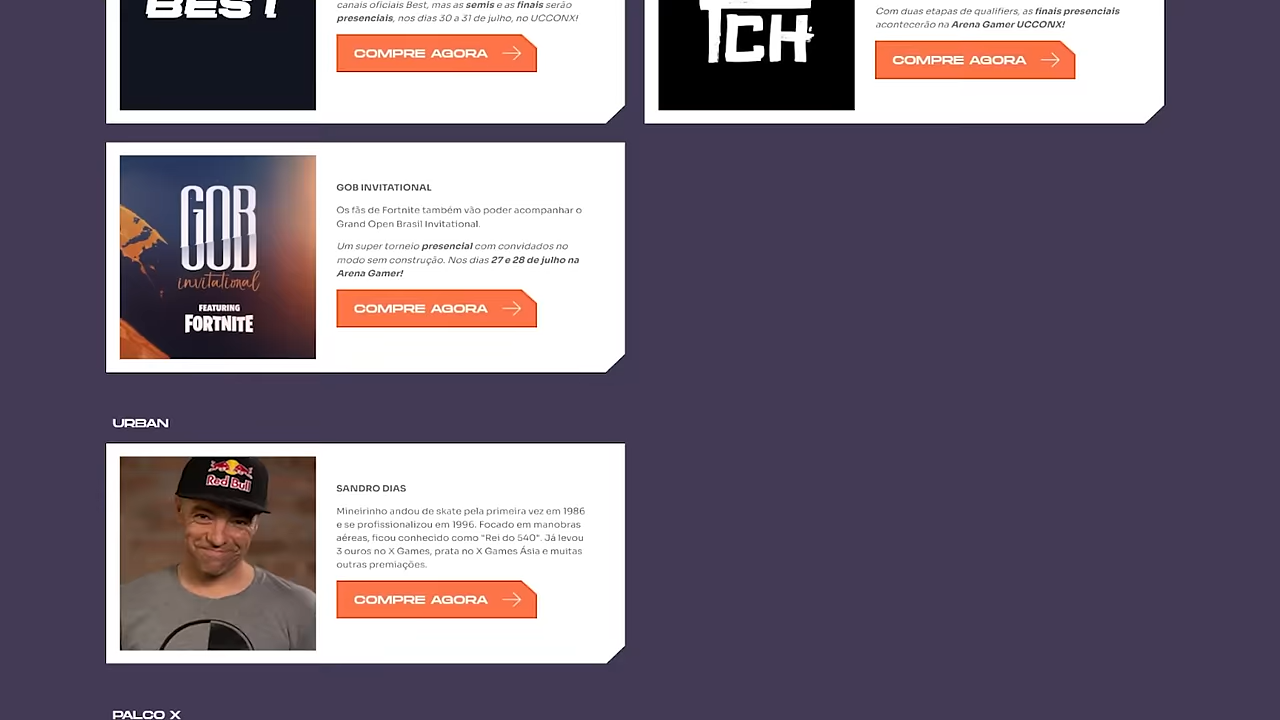 BEST
canais oficiais Best, mas as semis e as finais serão
presenciais, nos dias 30 a 31 de julho, no UCCONX!
COMPRE AGORA
TCH
Com duas etapas de qualifiers, as finais presenciais
acontecerão na Arena Gamer UCCONX!
COMPRE AGORA
GOB
invitational
FEATURING
FORTNITE
GOB INVITATIONAL
Os fãs de Fortnite também vão poder acompanhar o
Grand Open Brasil Invitational.
Um super torneio presencial com convidados no
modo sem construção. Nos dias 27 e 28 de julho na
Arena Gamer!
COMPRE AGORA
URBAN
Red Bull
SANDRO DIAS
Mineirinho andou de skate pela primeira vez em 1986
e se profissionalizou em 1996. Focado em manobras
aéreas, ficou conhecido como "Rei do 540". Já levou
3 ouros no X Games, prata no X Games Ásia e muitas
outras premiações.
COMPRE AGORA
PALCO X